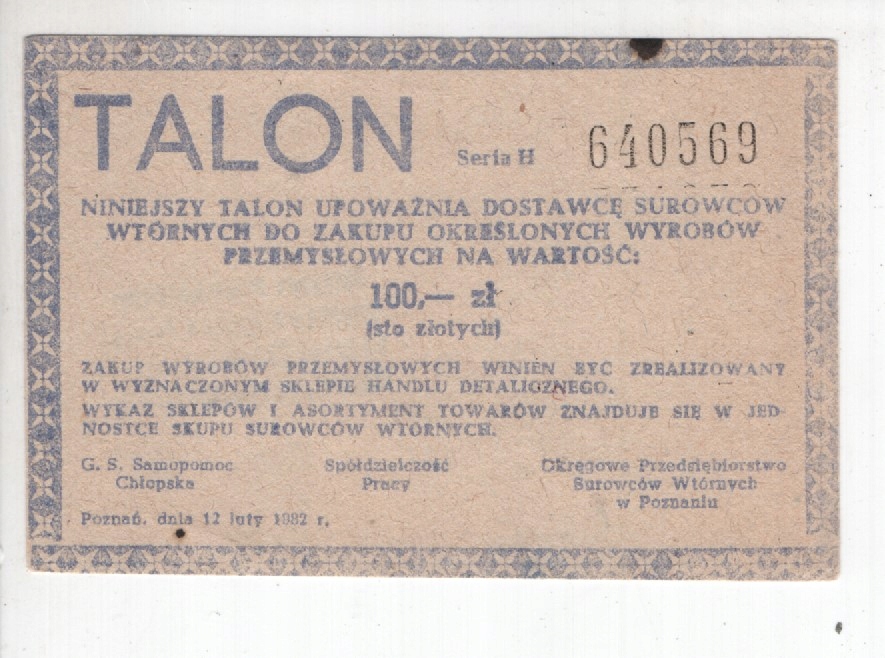 TALON
Seria H
640569
NINIEJSZY TALON UPOWAŻNIA DOSTAWCĘ SUROWCÓW
WTÓRNYCH DO ZAKUPU OKREŚLONYCH WYROBÓW
PRZEMYSŁOWYCH NA WARTOŚĆ:
100,— zł
(sto złotych)
ZAKUP WYROBÓW PRZEMYSŁOWYCH WINIEN BYĆ ZREALIZOWANY
W WYZNACZONYM SKLEPIE HANDLU DETALICZNEGO.
WYKAZ SKLEPÓW I ASORTYMENT TOWARÓW ZNAJDUJE SIĘ W JED-
NOSTCE SKUPU SUROWCÓW WTÓRNYCH.
G. S. Samopomoc
Chłopska
Spółdzielczość
Pracy
Okręgowe Przedsiębiorstwo
Surowców Wtórnych
w Poznaniu
Poznań, dnia 12 luty 1982 r.